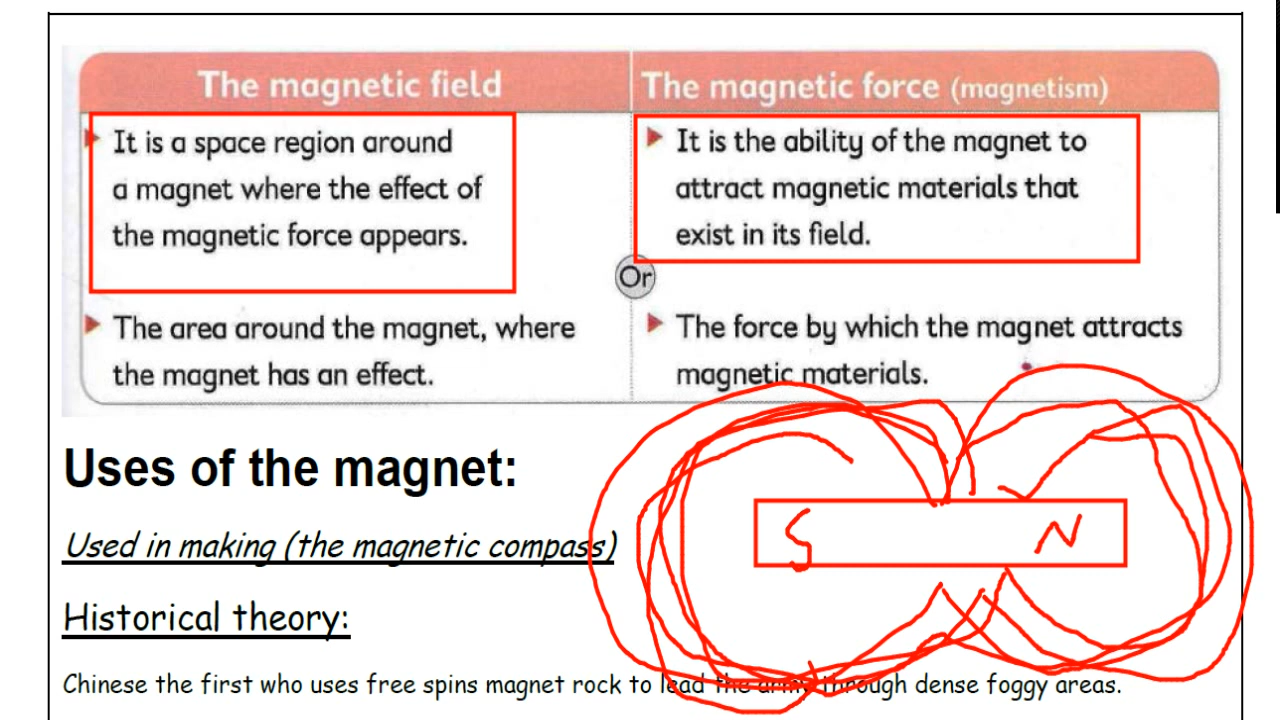 The magnetic field
It is a space region around
a magnet where the effect of
the magnetic force appears.
The area around the magnet, where
the magnet has an effect.
Or
The magnetic force (magnetism)
It is the ability of the magnet to
attract magnetic materials that
exist in its field.
The force by which the magnet attracts
magnetic materials.
Uses of the magnet:
Used in making (the magnetic compass)
Historical theory:
Chinese the first who uses free spins magnet rock to lead the army through dense foggy areas.
S N